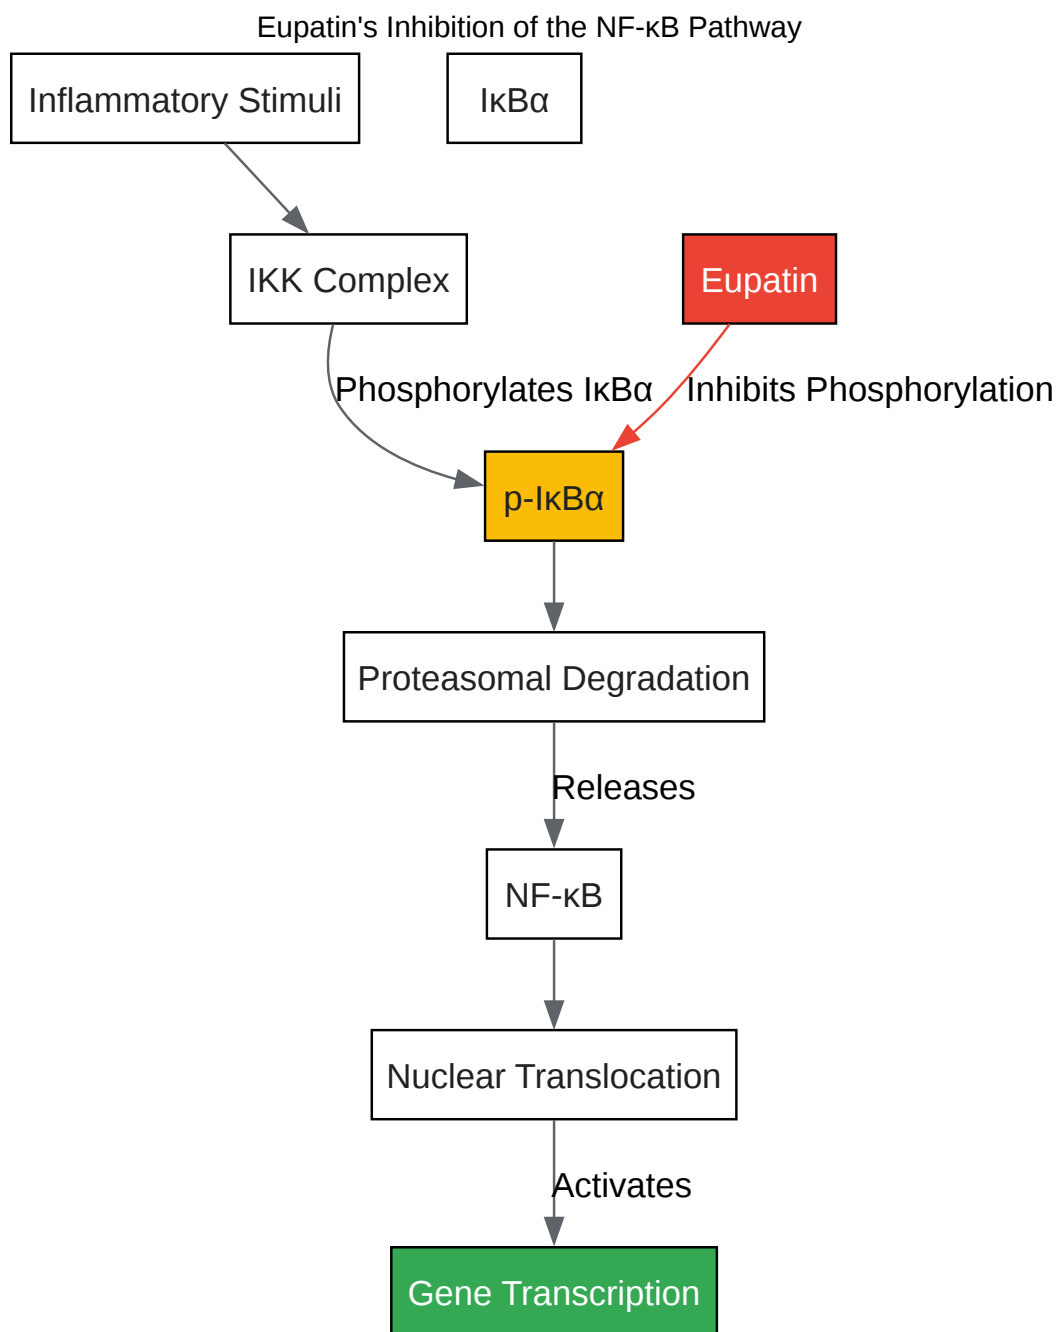 Eupatin's Inhibition of the NF-κB Pathway
Inflammatory Stimuli
IκBα
IKK Complex
Eupatin
Phosphorylates IκBα
Inhibits Phosphorylation
p-IκBα
Proteasomal Degradation
Releases
NF-κB
Nuclear Translocation
Activates
Gene Transcription